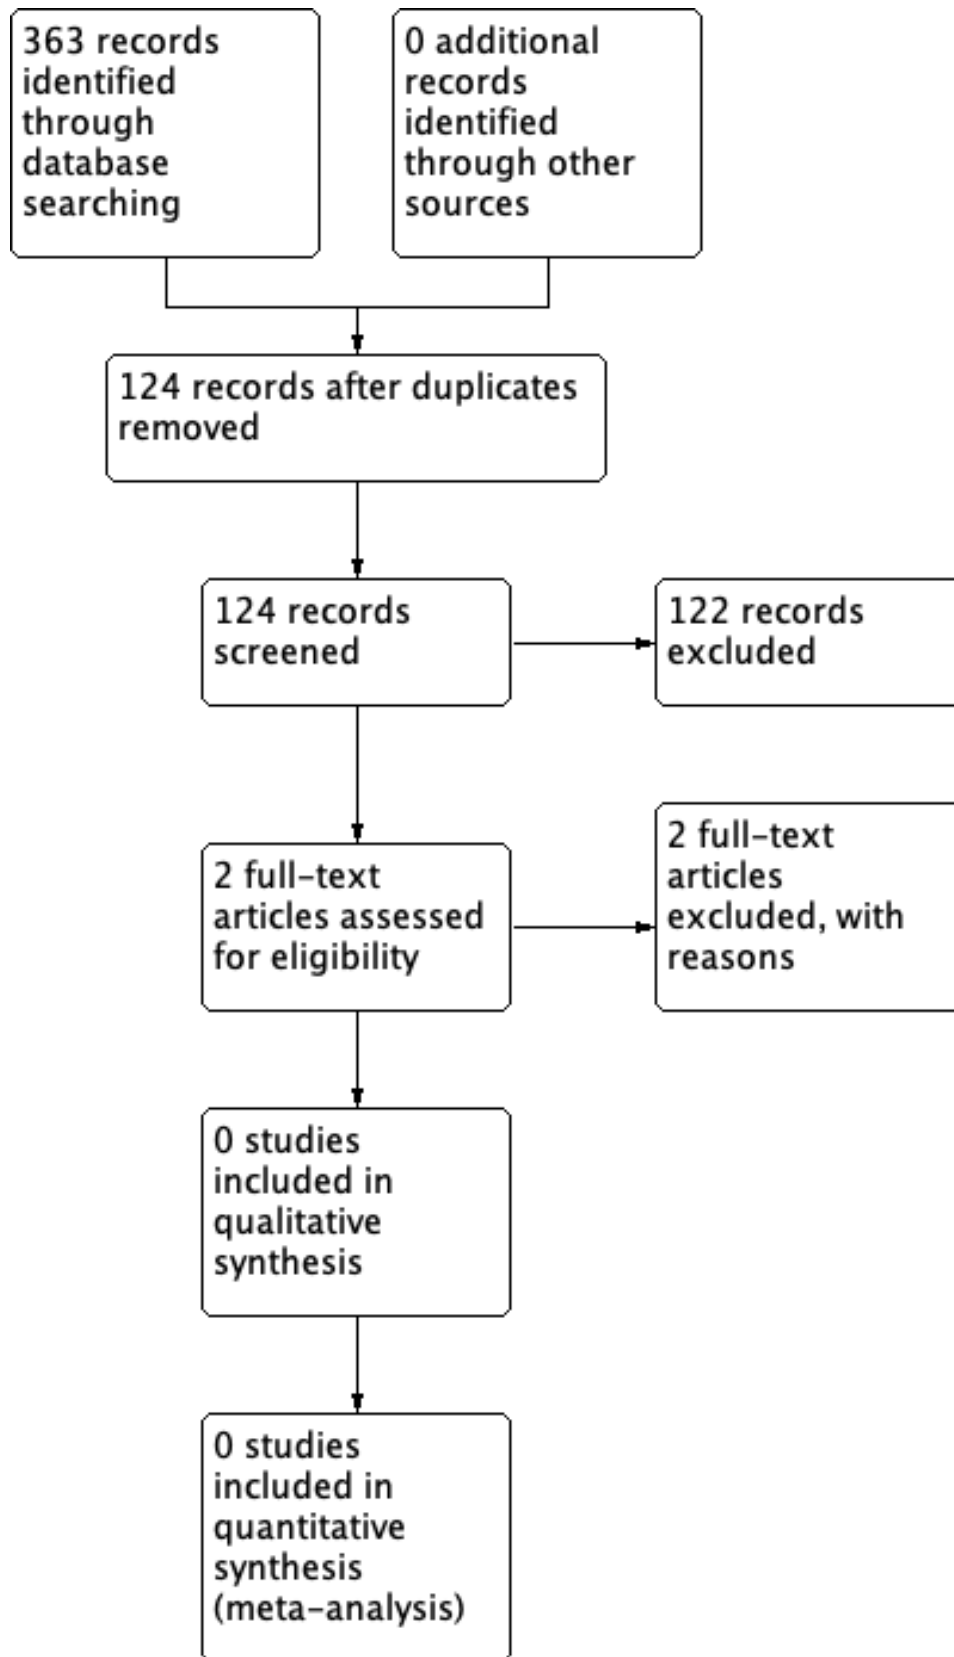 363 records
identified
through
database
searching
0 additional
records
identified
through other
sources
124 records after duplicates
removed
124 records
screened
122 records
excluded
2 full-text
articles assessed
for eligibility
2 full-text
articles
excluded, with
reasons
0 studies
included in
qualitative
synthesis
0 studies
included in
quantitative
synthesis
(meta-analysis)